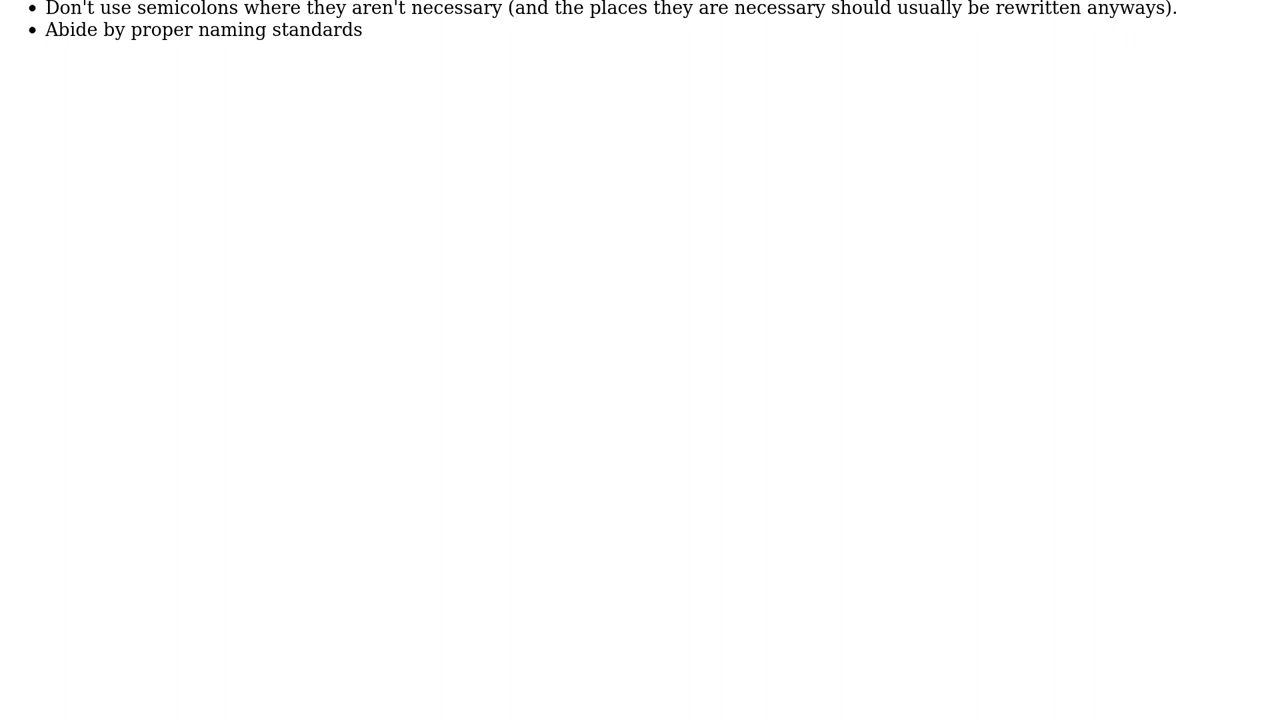 • Don't use semicolons where they aren't necessary (and the places they are necessary should usually be rewritten anyways).
• Abide by proper naming standards